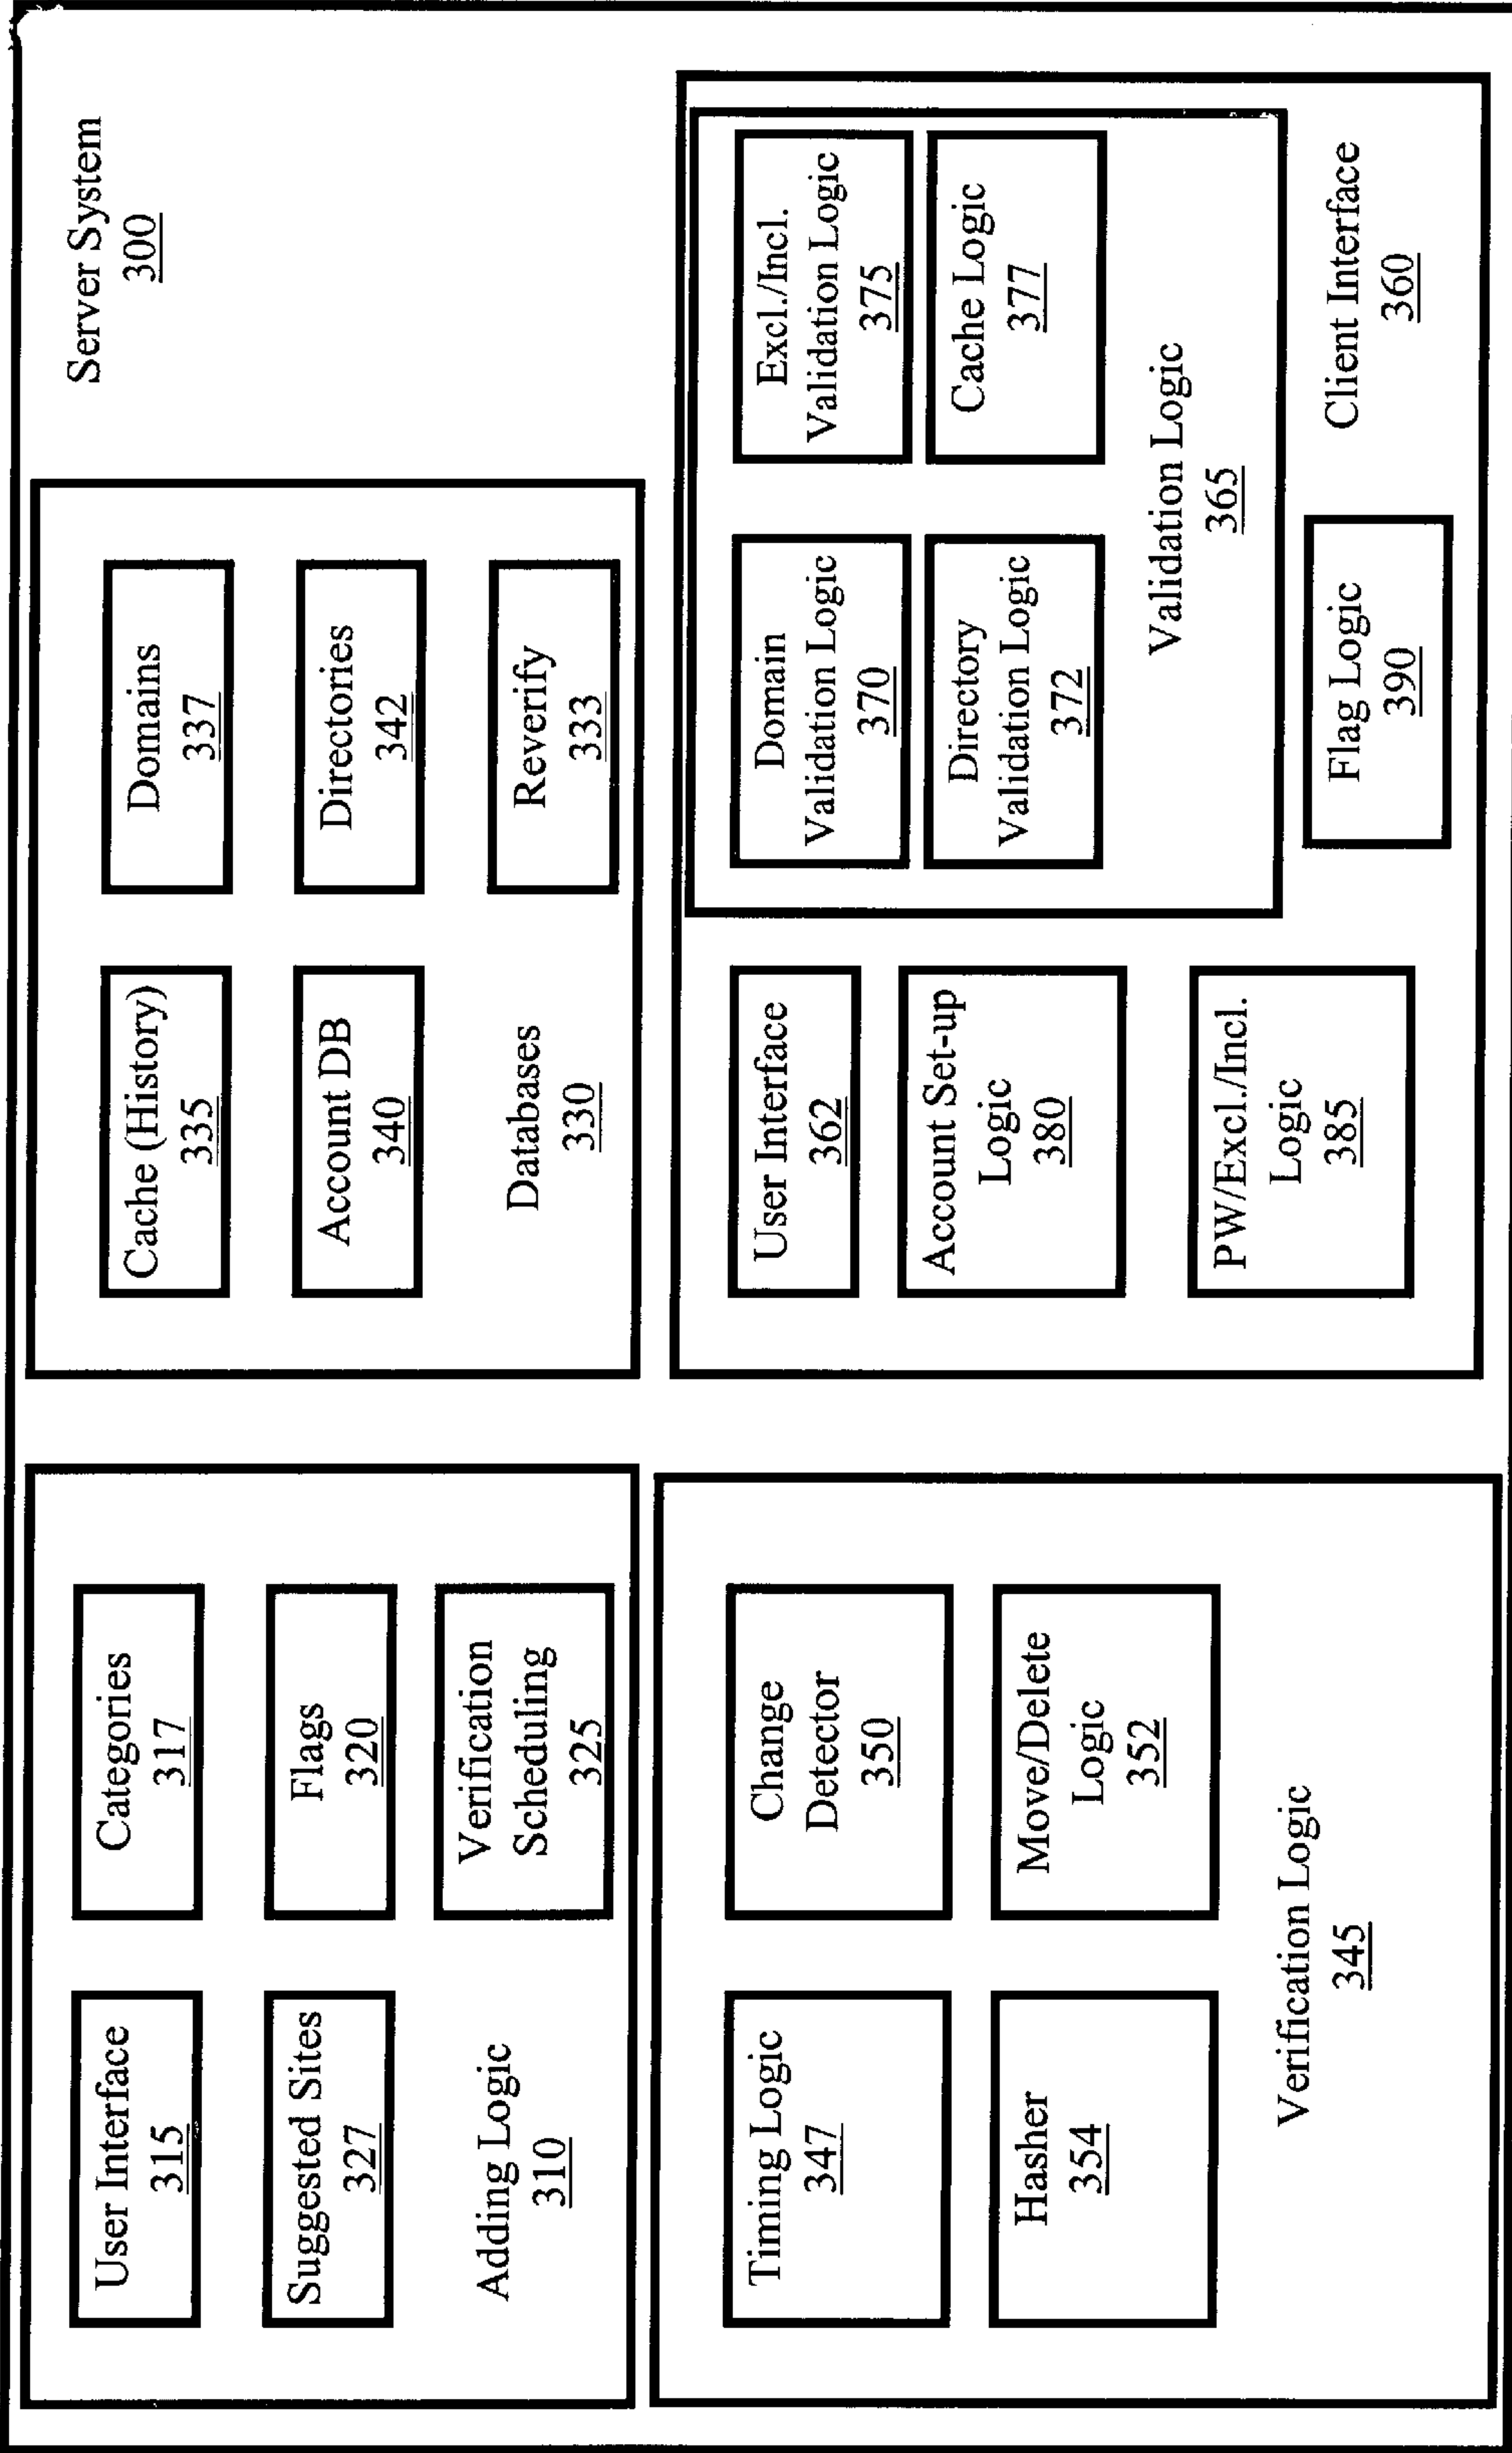 Server System
300
User Interface
315
Categories
317
Suggested Sites
327
Flags
320
Verification
Scheduling
325
Adding Logic
310
Cache (History)
335
Domains
337
Account DB
340
Directories
342
Reverify
333
Databases
330
Timing Logic
347
Change
Detector
350
Hasher
354
Move/Delete
Logic
352
Verification Logic
345
User Interface
362
Account Set-up
Logic
380
PW/Excl./Incl.
Logic
385
Domain
Validation Logic
370
Excl./Incl.
Validation Logic
375
Directory
Validation Logic
372
Cache Logic
377
Validation Logic
365
Flag Logic
390
Client Interface
360